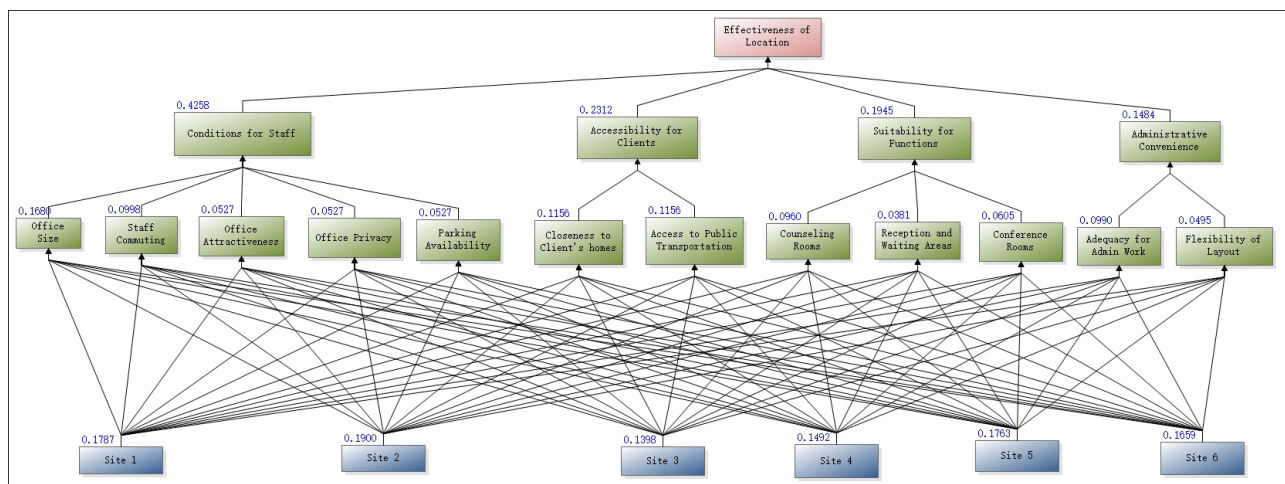 Effectiveness of
Location
0.4258
Conditions for Staff
0.2312
Accessibility for
Clients
0.1945
Suitability for
Functions
0.1484
Administrative
Convenience
0.1680
Office
Size
0.0998
Staff
Commuting
0.0527
Office
Attractiveness
0.0527
Office Privacy
0.0527
Parking
Availability
0.1156
Closeness to
Client's homes
0.1156
Access to Public
Transportation
0.0960
Counseling
Rooms
0.0381
Reception and
Waiting Areas
0.0605
Conference
Rooms
0.0990
Adequacy for
Admin Work
0.0495
Flexibility of
Layout
0.1787
Site 1
0.1900
Site 2
0.1398
Site 3
0.1492
Site 4
0.1763
Site 5
0.1659
Site 6